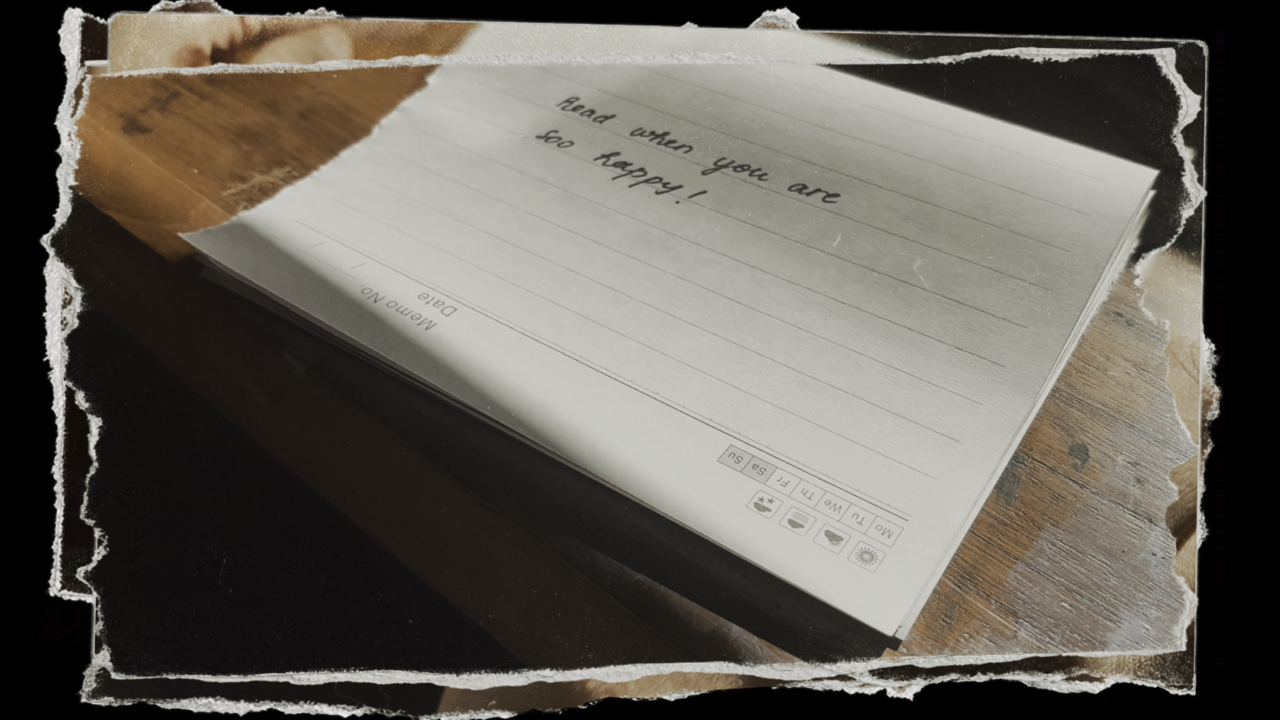 Read when you are
soo happy!
Memo No.
Date / /
Mo Tu We Th Fr Sa Su